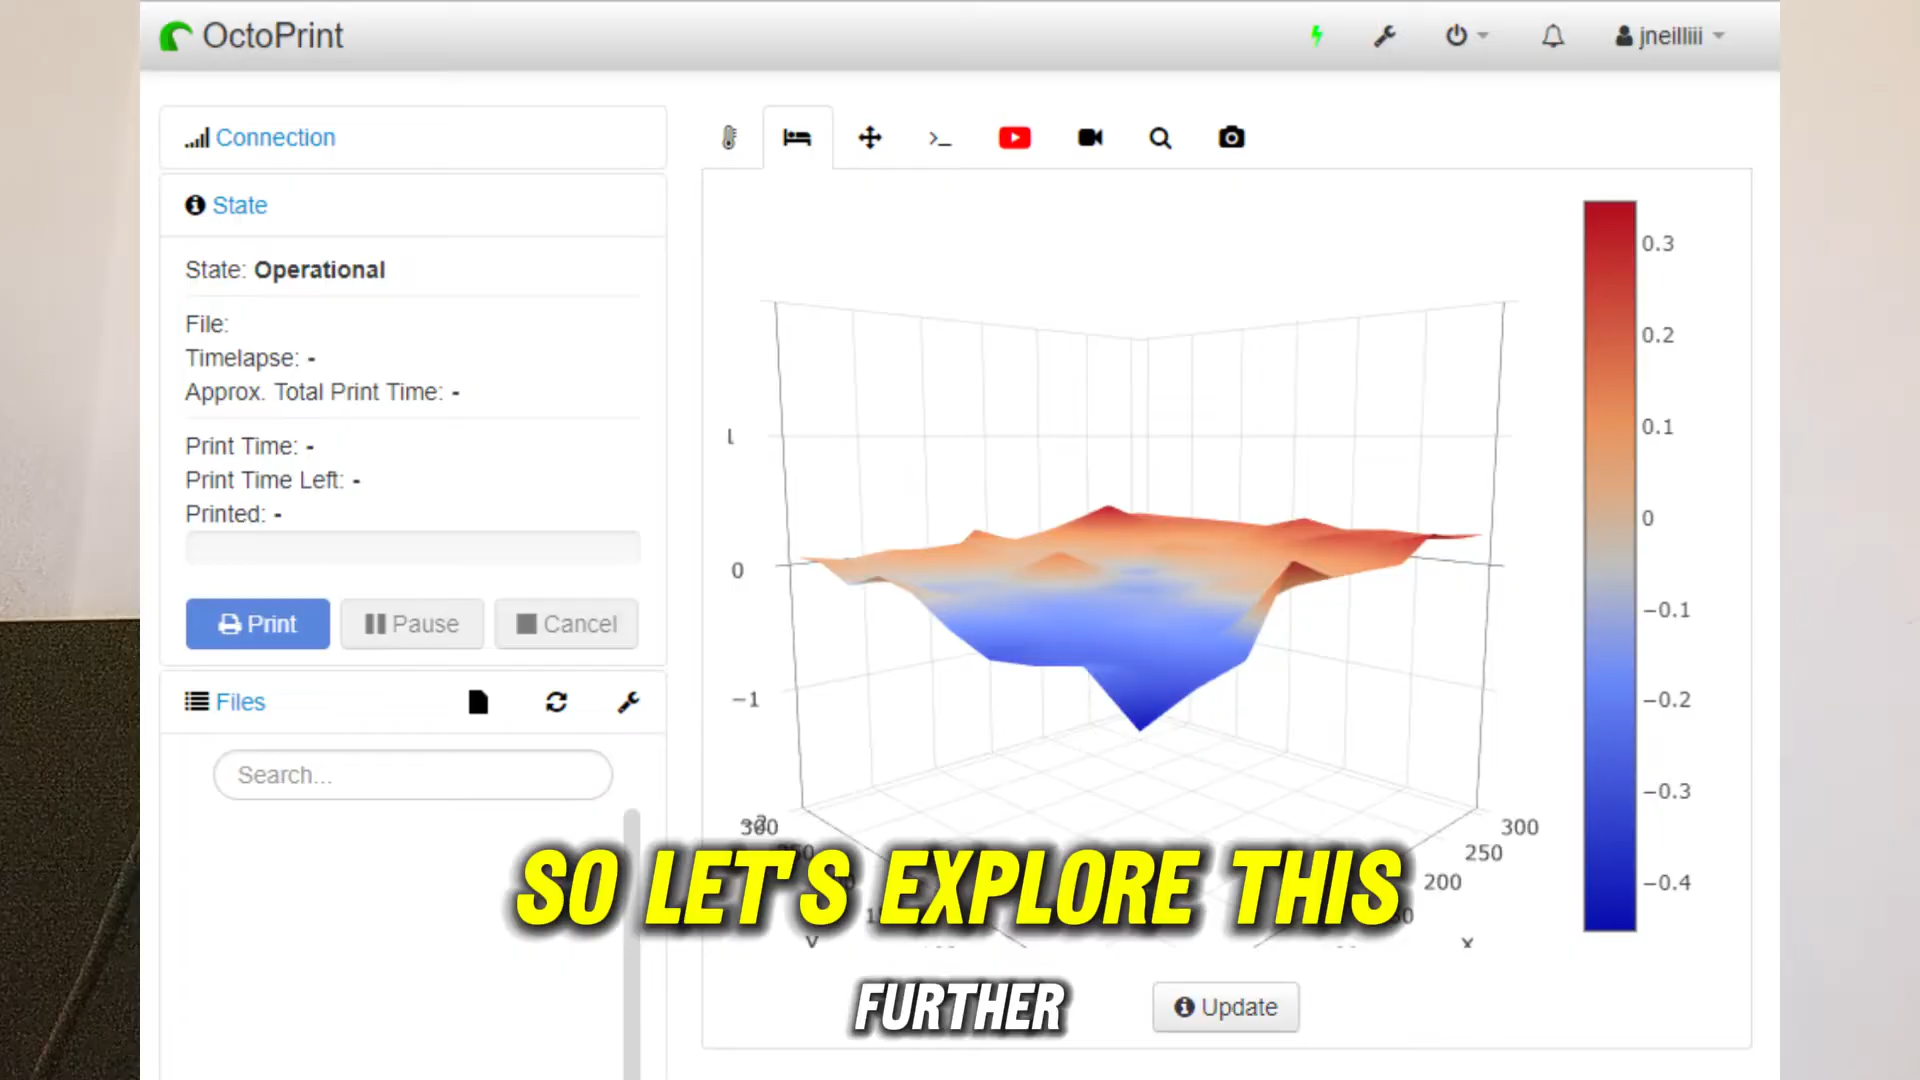 OctoPrint
jneilliii
Connection
State
State: Operational
File:
Timelapse: -
Approx. Total Print Time: -
Print Time: -
Print Time Left: -
Printed: -
Print
Pause
Cancel
Files
Search...
0
−1
300
300
250
200
x
0.3
0.2
0.1
0
−0.1
−0.2
−0.3
−0.4
SO LET'S EXPLORE THIS
FURTHER
Update